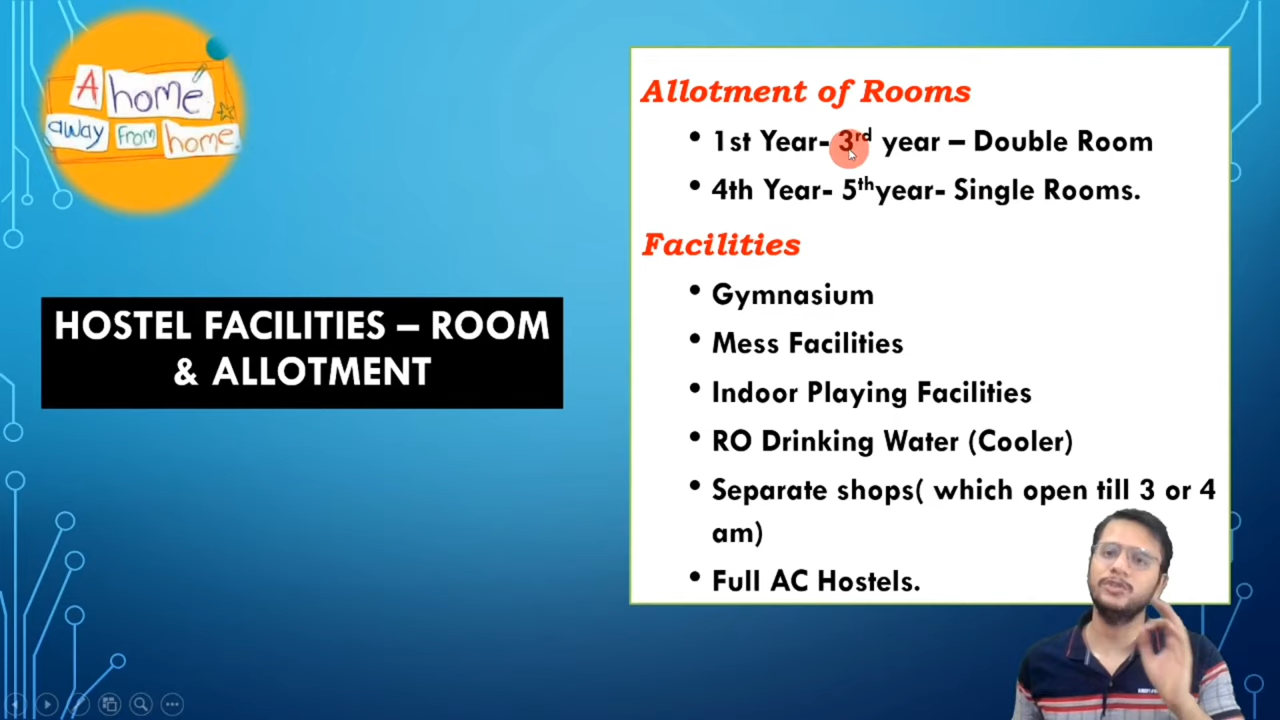 A home
away from home
HOSTEL FACILITIES – ROOM
& ALLOTMENT
Allotment of Rooms
• 1st Year- 3rd year – Double Room
• 4th Year- 5thyear- Single Rooms.
Facilities
• Gymnasium
• Mess Facilities
• Indoor Playing Facilities
• RO Drinking Water (Cooler)
• Separate shops( which open till 3 or 4
am)
• Full AC Hostels.